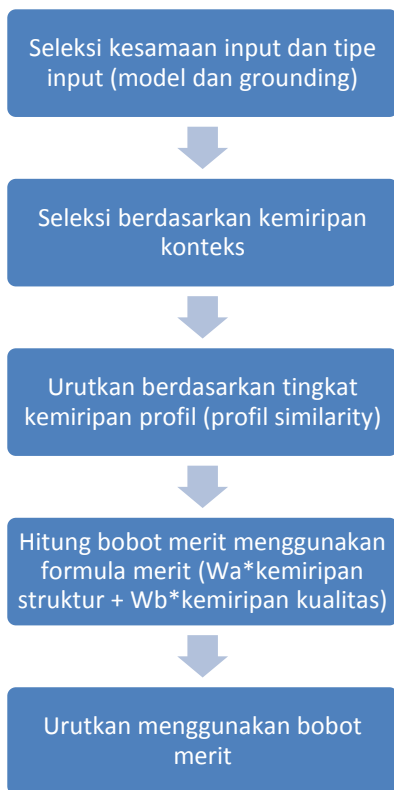 Seleksi kesamaan input dan tipe
input (model dan grounding)
Seleksi berdasarkan kemiripan
konteks
Urutkan berdasarkan tingkat
kemiripan profil (profil similarity)
Hitung bobot merit menggunakan
formula merit (Wa*kemiripan
struktur + Wb*kemiripan kualitas)
Urutkan menggunakan bobot
merit